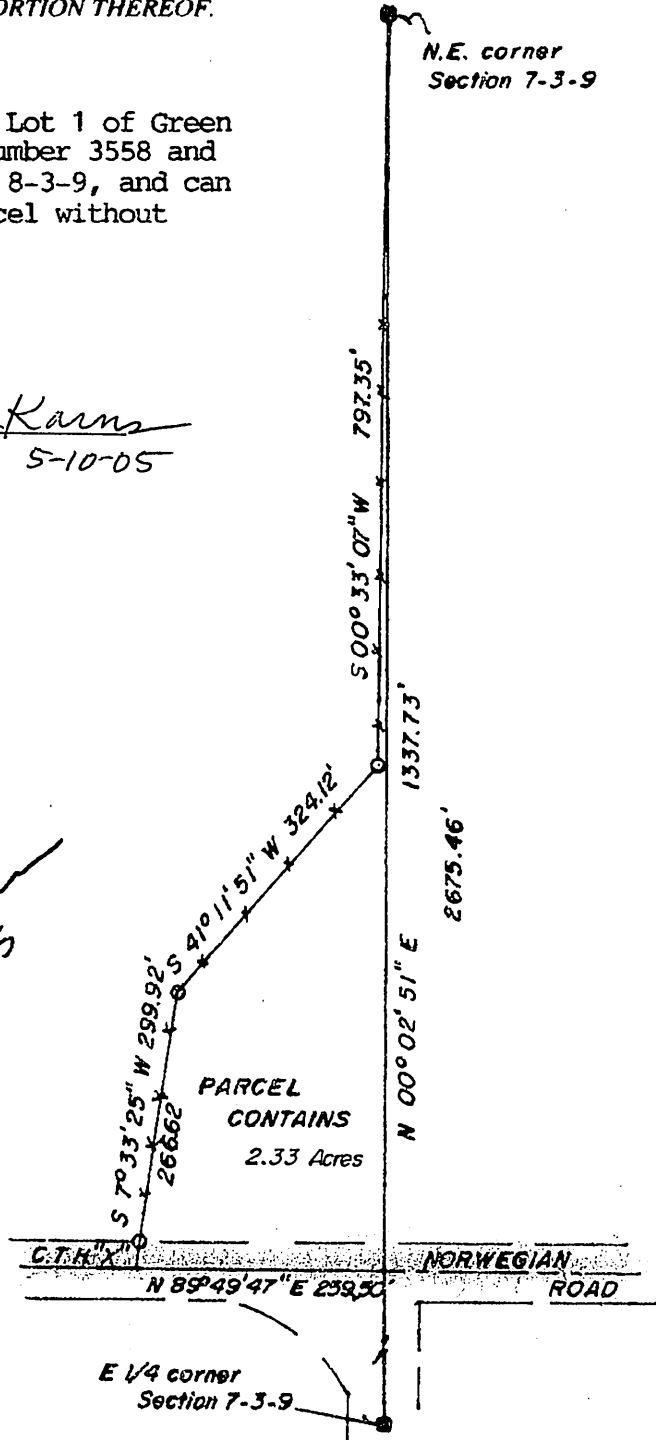 ORTION THEREOF.
N.E. corner
Section 7-3-9
Lot 1 of Green
umber 3558 and
8-3-9, and can
cel without
Karns
5-10-05
S 00° 33' 07" W 797.35'
1337.73'
2675.46'
N 00° 02' 51" E
S 41° 11' 51" W 324.12'
S 7° 33' 25" W 299.92'
266.62'
PARCEL
CONTAINS
2.33 Acres
C.T.H. "X"
NORWEGIAN
ROAD
N 89° 49' 47" E 259.50'
E 1/4 corner
Section 7-3-9